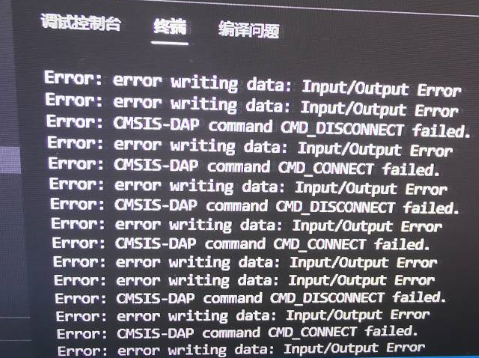 调试控制台 终端 编译问题
Error: error writing data: Input/Output Error
Error: error writing data: Input/Output Error
Error: CMSIS-DAP command CMD_DISCONNECT failed.
Error: error writing data: Input/Output Error
Error: CMSIS-DAP command CMD_CONNECT failed.
Error: error writing data: Input/Output Error
Error: CMSIS-DAP command CMD_DISCONNECT failed.
Error: error writing data: Input/Output Error
Error: CMSIS-DAP command CMD_CONNECT failed.
Error: error writing data: Input/Output Error
Error: error writing data: Input/Output Error
Error: CMSIS-DAP command CMD_DISCONNECT failed.
Error: error writing data: Input/Output Error
Error: CMSIS-DAP command CMD_CONNECT failed.
Error: error writing data: Input/Output Error